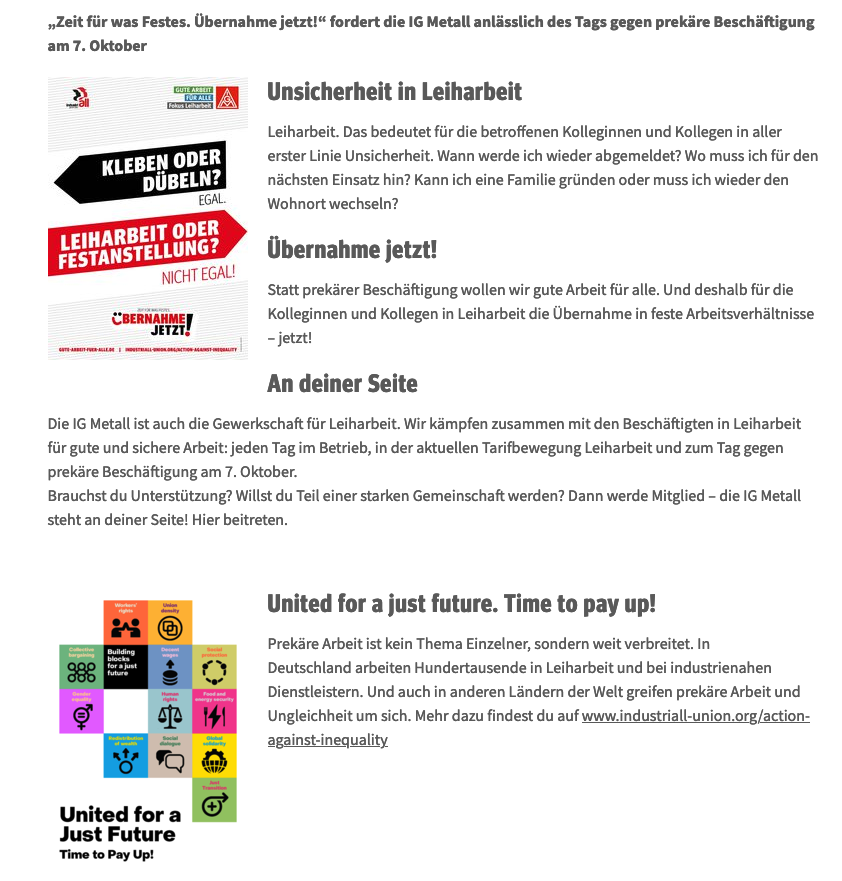 „Zeit für was Festes. Übernahme jetzt!“ fordert die IG Metall anlässlich des Tags gegen prekäre Beschäftigung
am 7. Oktober
industri
all
GUTE ARBEIT
FÜR ALLE
Fokus Leiharbeit
KLEBEN ODER
DÜBELN?
EGAL.
LEIHARBEIT ODER
FESTANSTELLUNG?
NICHT EGAL!
ZEIT FÜR WAS FESTES.
ÜBERNAHME
JETZT!
GUTE-ARBEIT-FUER-ALLE.DE | INDUSTRIALL-UNION.ORG/ACTION-AGAINST-INEQUALITY
Unsicherheit in Leiharbeit
Leiharbeit. Das bedeutet für die betroffenen Kolleginnen und Kollegen in aller
erster Linie Unsicherheit. Wann werde ich wieder abgemeldet? Wo muss ich für den
nächsten Einsatz hin? Kann ich eine Familie gründen oder muss ich wieder den
Wohnort wechseln?
Übernahme jetzt!
Statt prekärer Beschäftigung wollen wir gute Arbeit für alle. Und deshalb für die
Kolleginnen und Kollegen in Leiharbeit die Übernahme in feste Arbeitsverhältnisse
– jetzt!
An deiner Seite
Die IG Metall ist auch die Gewerkschaft für Leiharbeit. Wir kämpfen zusammen mit den Beschäftigten in Leiharbeit
für gute und sichere Arbeit: jeden Tag im Betrieb, in der aktuellen Tarifbewegung Leiharbeit und zum Tag gegen
prekäre Beschäftigung am 7. Oktober.
Brauchst du Unterstützung? Willst du Teil einer starken Gemeinschaft werden? Dann werde Mitglied – die IG Metall
steht an deiner Seite! Hier beitreten.
Workers'
rights
Union
density
Collective
bargaining
Building
blocks
for a just
future
Decent
wages
Social
protection
Gender
equality
Human
rights
Food and
energy security
Redistribution
of wealth
Social
dialogue
Global
solidarity
Just
Transition
United for a
Just Future
Time to Pay Up!
United for a just future. Time to pay up!
Prekäre Arbeit ist kein Thema Einzelner, sondern weit verbreitet. In
Deutschland arbeiten Hundertausende in Leiharbeit und bei industrienahen
Dienstleistern. Und auch in anderen Ländern der Welt greifen prekäre Arbeit und
Ungleichheit um sich. Mehr dazu findest du auf www.industriall-union.org/action-
against-inequality